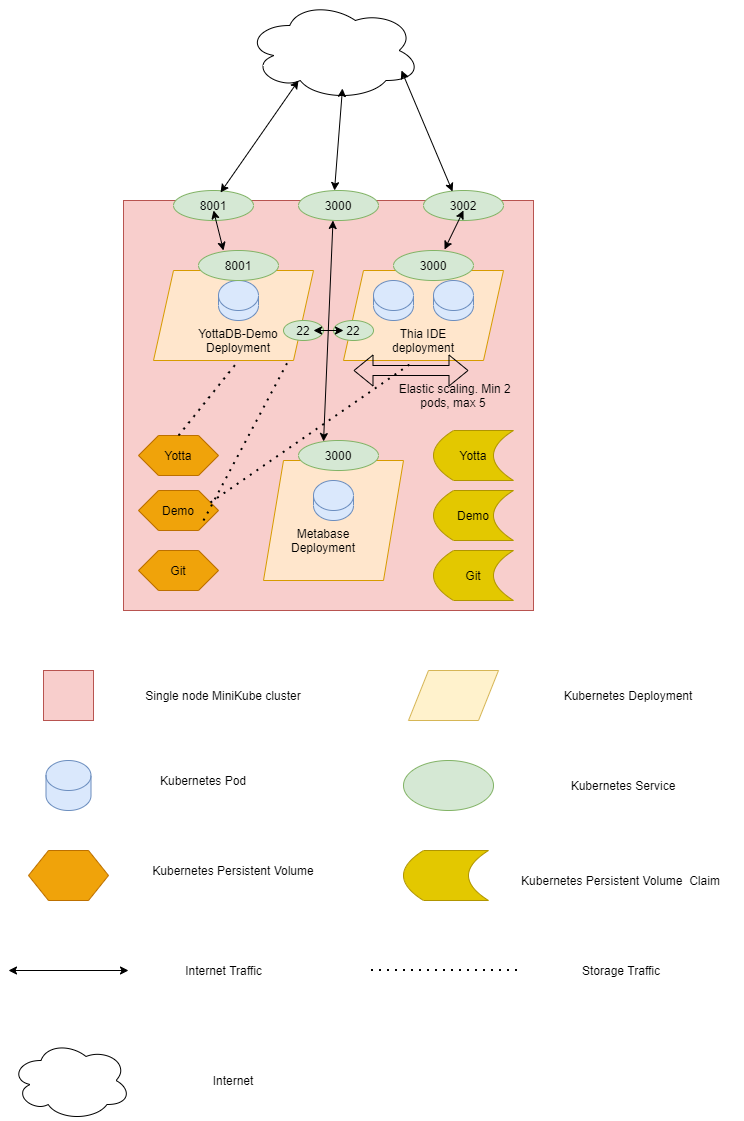 8001
3000
3002
8001
3000
22
22
YottaDB-Demo
Deployment
Thia IDE
deployment
Elastic scaling. Min 2
pods, max 5
Yotta
3000
Yotta
Demo
Demo
Metabase
Deployment
Git
Git
Single node MiniKube cluster
Kubernetes Deployment
Kubernetes Pod
Kubernetes Service
Kubernetes Persistent Volume
Kubernetes Persistent Volume  Claim
Internet Traffic
Storage Traffic
Internet